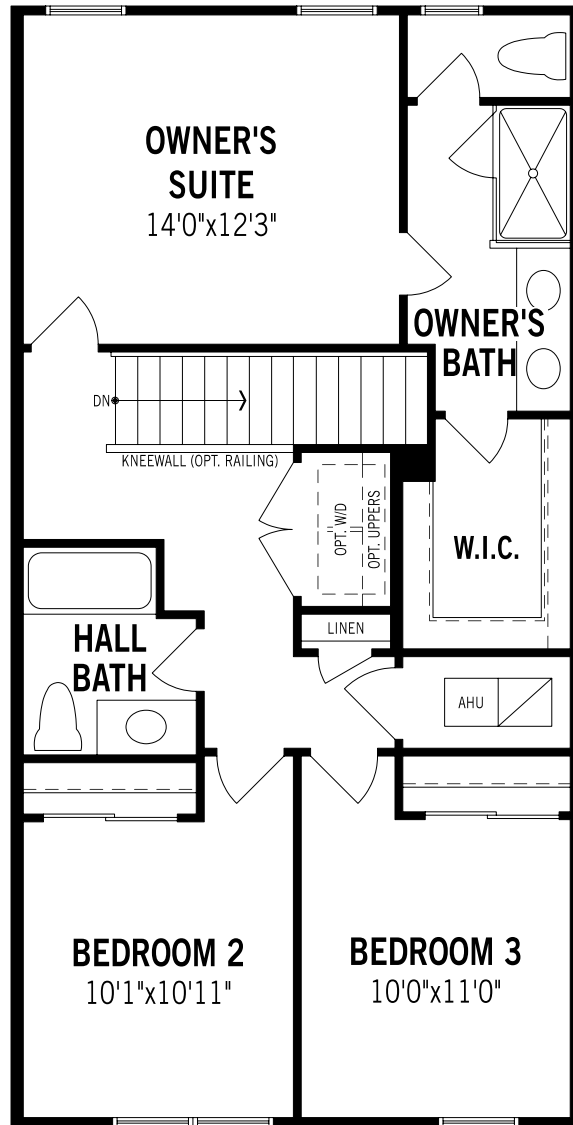 OWNER'S
SUITE
14'0"x12'3"
OWNER'S
BATH
DN
KNEEWALL (OPT. RAILING)
OPT. W/D
OPT. UPPERS
W.I.C.
LINEN
HALL
BATH
AHU
BEDROOM 2
10'1"x10'11"
BEDROOM 3
10'0"x11'0"